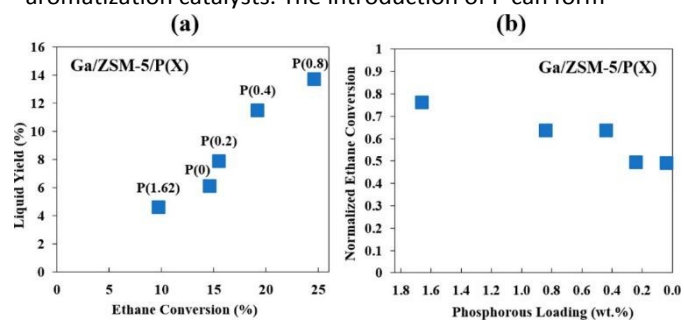 aromatization catalysts. The introduction of P can form
(a)
16
14
12
10
8
6
4
2
0
Liquid Yield (%)
Ga/ZSM-5/P(X)
P(0.8)
P(0.4)
P(0.2)
P(0)
P(1.62)
0 5 10 15 20 25
Ethane Conversion (%)
(b)
1
0.9
0.8
0.7
0.6
0.5
0.4
0.3
0.2
0.1
0
Normalized Ethane Conversion
Ga/ZSM-5/P(X)
1.8 1.6 1.4 1.2 1.0 0.8 0.6 0.4 0.2 0.0
Phosphorous Loading (wt.%)